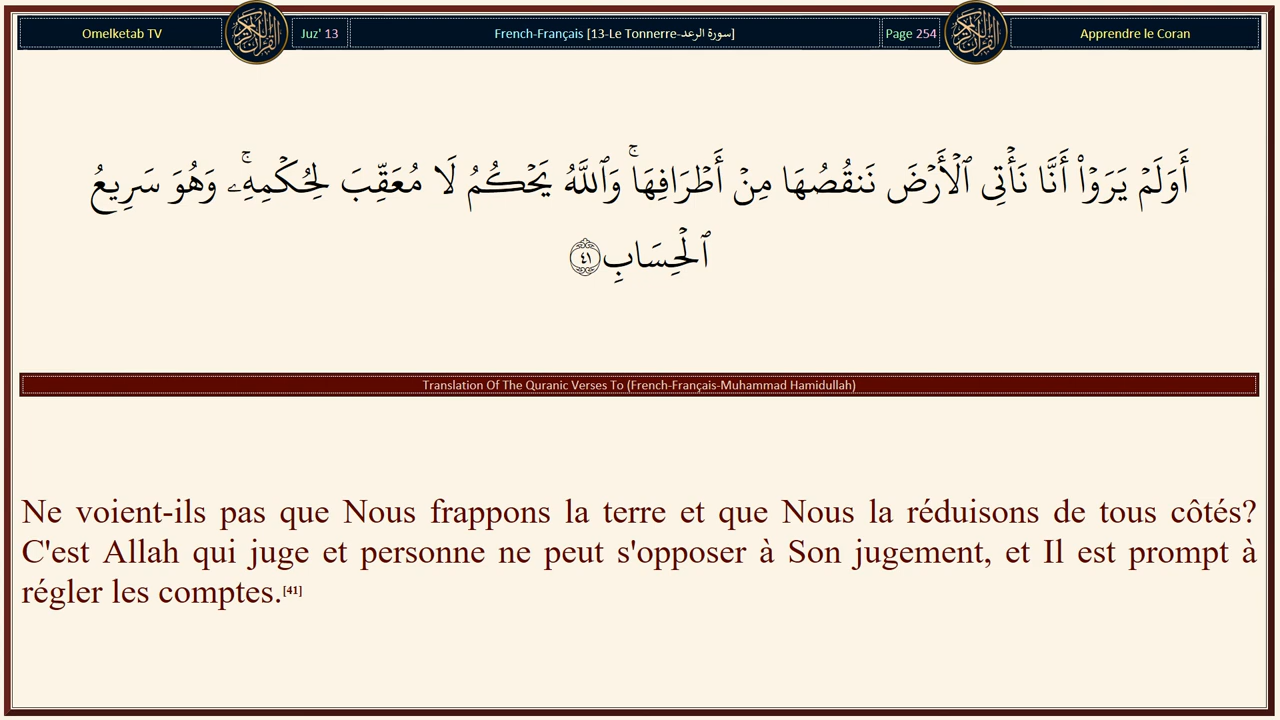 Omelketab TV
Juz' 13
French-Français [13-Le Tonnerre-سورة الرعد]
Page 254
Apprendre le Coran
أَوَلَمْ يَرَوْا۟ أَنَّا نَأْتِى ٱلْأَرْضَ نَنقُصُهَا مِنْ أَطْرَافِهَا ۚ وَٱللَّهُ يَحْكُمُ لَا مُعَقِّبَ لِحُكْمِهِۦ ۚ وَهُوَ سَرِيعُ
ٱلْحِسَابِ ٤١
Translation Of The Quranic Verses To (French-Français-Muhammad Hamidullah)
Ne voient-ils pas que Nous frappons la terre et que Nous la réduisons de tous côtés?
C'est Allah qui juge et personne ne peut s'opposer à Son jugement, et Il est prompt à
régler les comptes.[41]